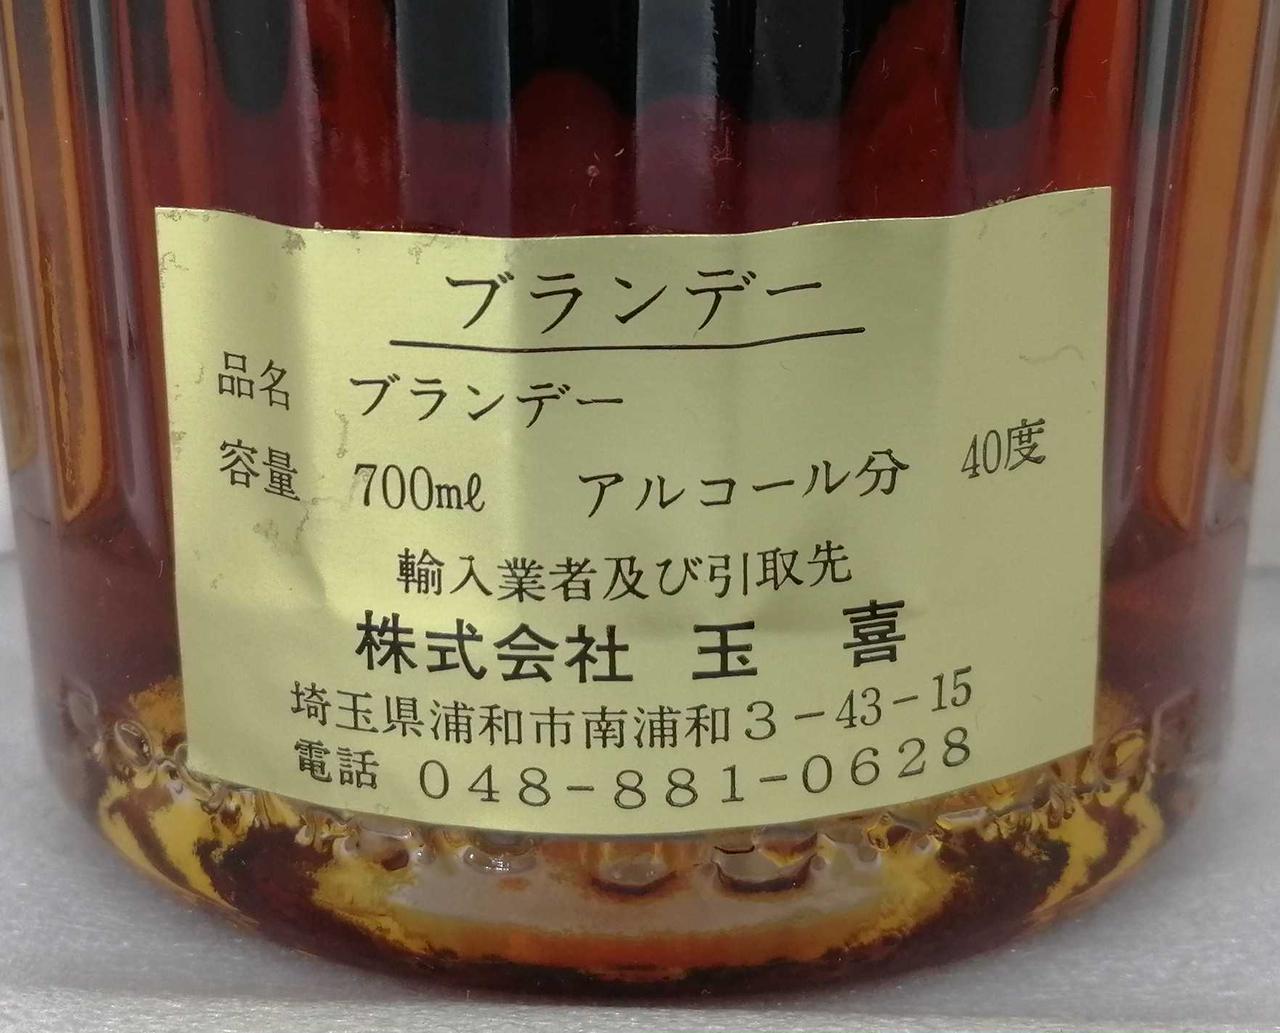 ブランデー
品名 ブランデー
容量 700mℓ アルコール分 40度
輸入業者及び引取先
株式会社 玉喜
埼玉県浦和市南浦和3-43-15
電話 048-881-0628